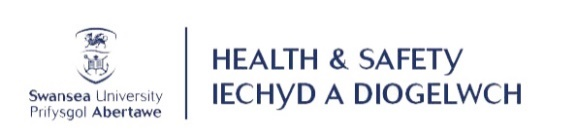 Swansea University
Prifysgol Abertawe
HEALTH & SAFETY
IECHYD A DIOGELWCH